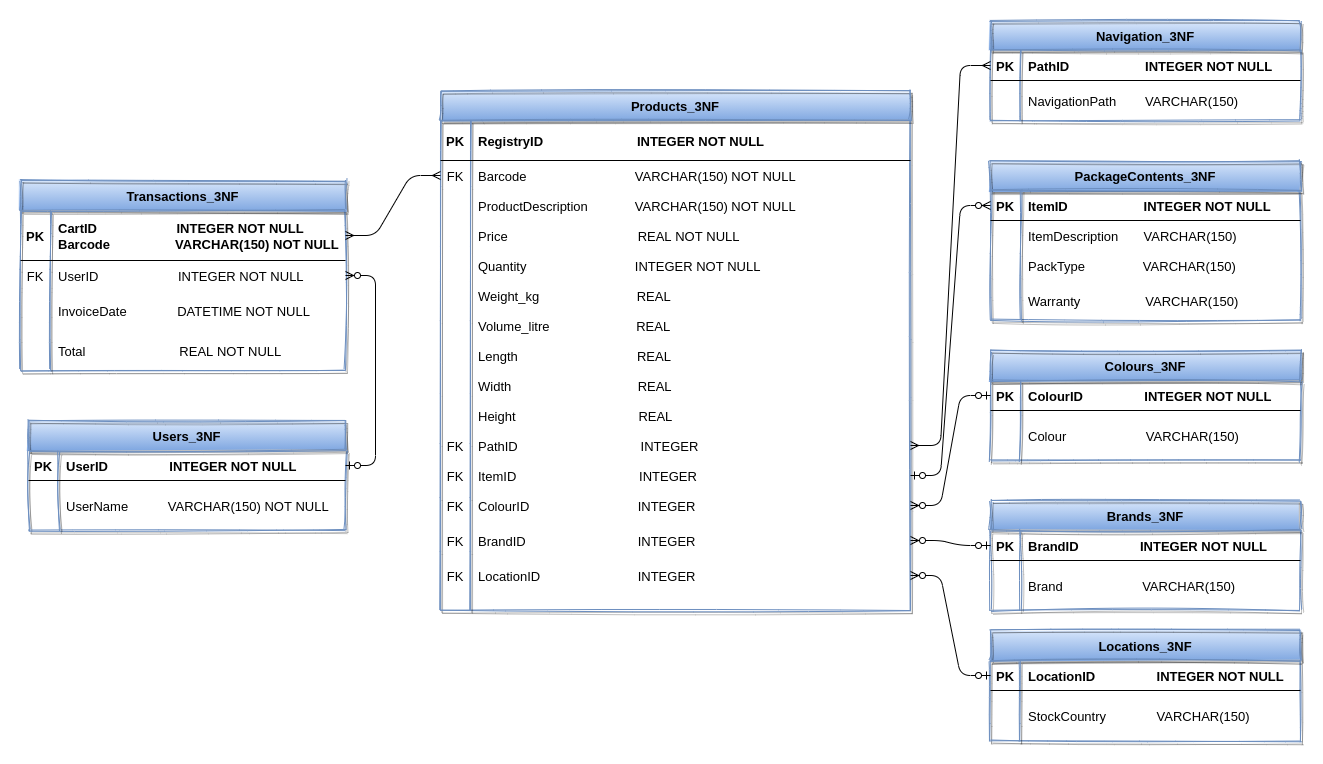 Transactions_3NF
PK CartID INTEGER NOT NULL
Barcode VARCHAR(150) NOT NULL
FK UserID INTEGER NOT NULL
InvoiceDate DATETIME NOT NULL
Total REAL NOT NULL
Users_3NF
PK UserID INTEGER NOT NULL
UserName VARCHAR(150) NOT NULL
Products_3NF
PK RegistryID INTEGER NOT NULL
FK Barcode VARCHAR(150) NOT NULL
ProductDescription VARCHAR(150) NOT NULL
Price REAL NOT NULL
Quantity INTEGER NOT NULL
Weight_kg REAL
Volume_litre REAL
Length REAL
Width REAL
Height REAL
FK PathID INTEGER
FK ItemID INTEGER
FK ColourID INTEGER
FK BrandID INTEGER
FK LocationID INTEGER
Navigation_3NF
PK PathID INTEGER NOT NULL
NavigationPath VARCHAR(150)
PackageContents_3NF
PK ItemID INTEGER NOT NULL
ItemDescription VARCHAR(150)
PackType VARCHAR(150)
Warranty VARCHAR(150)
Colours_3NF
PK ColourID INTEGER NOT NULL
Colour VARCHAR(150)
Brands_3NF
PK BrandID INTEGER NOT NULL
Brand VARCHAR(150)
Locations_3NF
PK LocationID INTEGER NOT NULL
StockCountry VARCHAR(150)